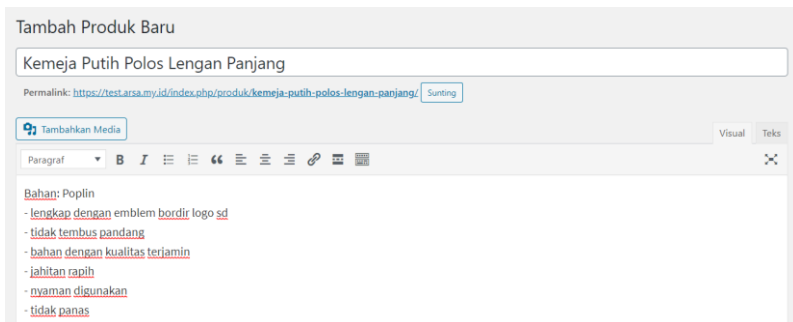 Tambah Produk Baru
Kemeja Putih Polos Lengan Panjang
Permalink: https://test.arsa.my.id/index.php/produk/kemeja-putih-polos-lengan-panjang/ Sunting
Tambahkan Media
Visual Teks
Paragraf B I
Bahan: Poplin
- lengkap dengan emblem bordir logo sd
- tidak tembus pandang
- bahan dengan kualitas terjamin
- jahitan rapih
- nyaman digunakan
- tidak panas